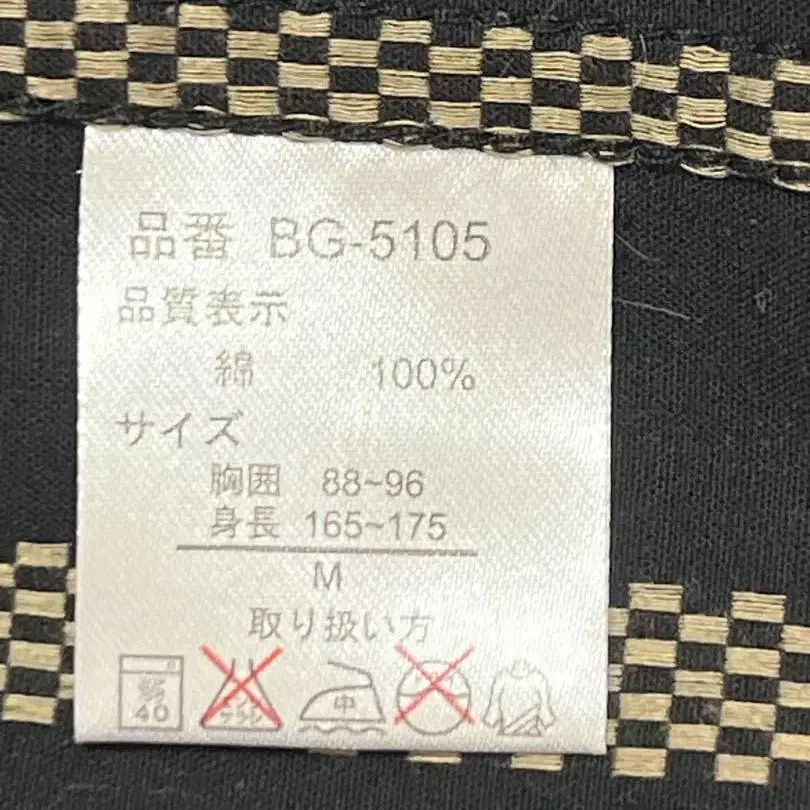 品番 BG-5105
品質表示
綿 100%
サイズ
胸囲 88~96
身長 165~175
M
取り扱い方
40 中